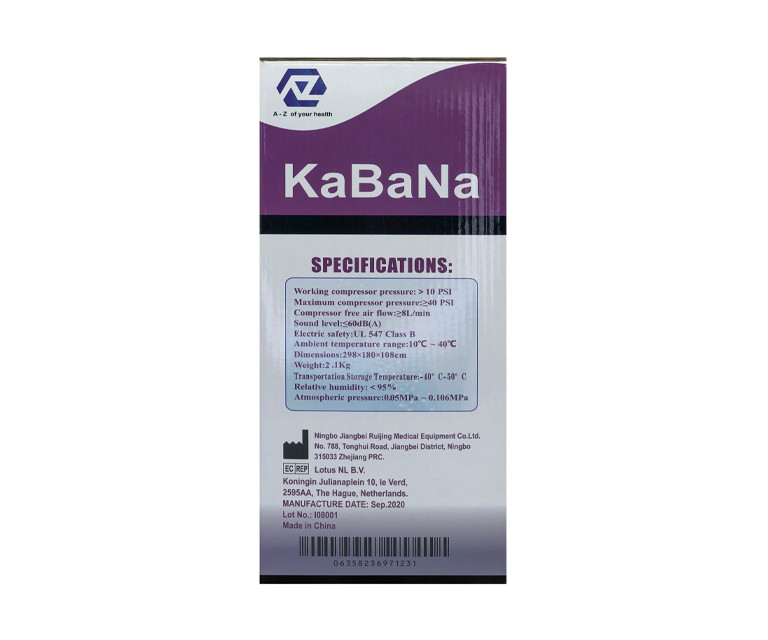 AZ
A - Z of your health
KaBaNa
SPECIFICATIONS:
Working compressor pressure: > 10 PSI
Maximum compressor pressure:≥40 PSI
Compressor free air flow:≥8L/min
Sound level:≤60dB(A)
Electric safety:UL 547 Class B
Ambient temperature range:10℃ ~ 40℃
Dimensions:298×180×108cm
Weight:2.1Kg
Transportation Storage Temperature:-40° C-50° C
Relative humidity: < 95%
Atmospheric pressure:0.05MPa ~ 0.106MPa
Ningbo Jiangbei Ruijing Medical Equipment Co.Ltd.
No. 788, Tonghui Road, Jiangbei District, Ningbo
315033 Zhejiang PRC.
EC REP Lotus NL B.V.
Koningin Julianaplein 10, le Verd,
2595AA, The Hague, Netherlands.
MANUFACTURE DATE: Sep.2020
Lot No.: I08001
Made in China
06358236971231